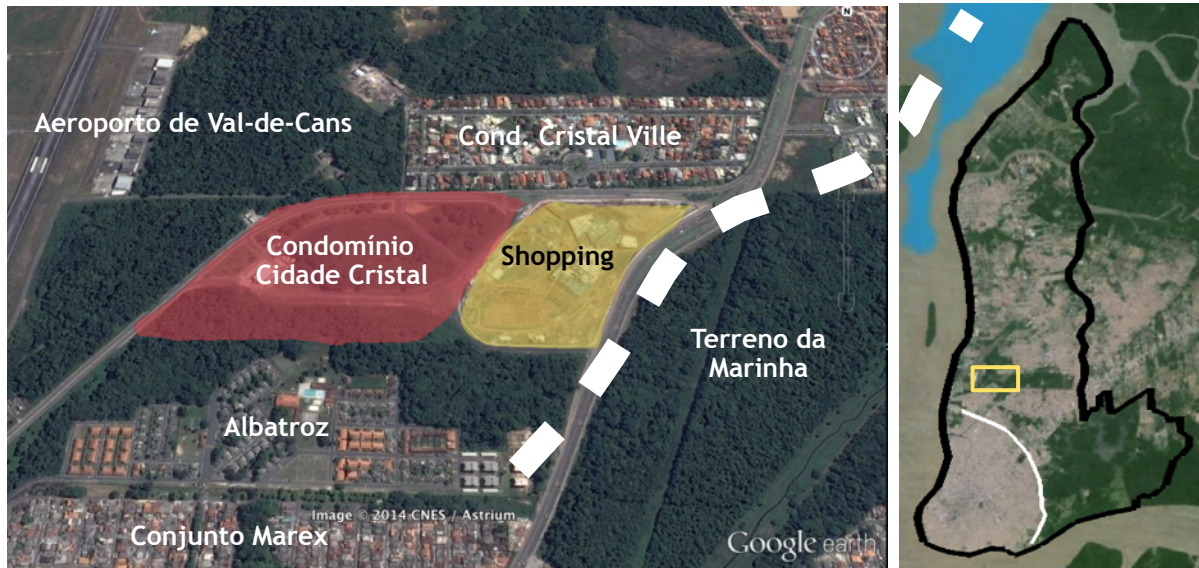 N
Aeroporto de Val-de-Cans
Cond. Cristal Ville
Condomínio
Cidade Cristal
Shopping
Terreno da
Marinha
Albatroz
Image © 2014 CNES / Astrium
Conjunto Marex
Google earth